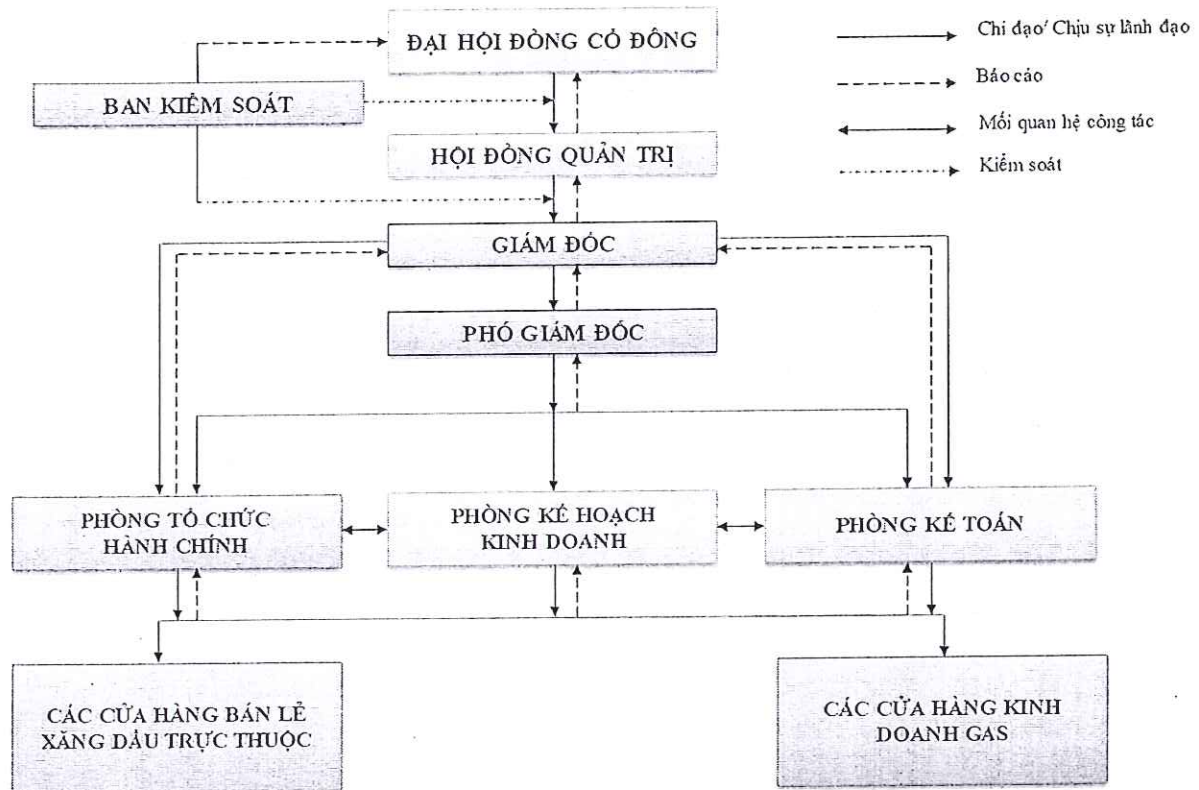 ĐẠI HỘI ĐỒNG CỔ ĐÔNG
Chỉ đạo/ Chịu sự lãnh đạo
Báo cáo
BAN KIỂM SOÁT
Mối quan hệ công tác
HỘI ĐỒNG QUẢN TRỊ
Kiểm soát
GIÁM ĐỐC
PHÓ GIÁM ĐỐC
PHÒNG TỔ CHỨC
HÀNH CHÍNH
PHÒNG KẾ HOẠCH
KINH DOANH
PHÒNG KẾ TOÁN
CÁC CỬA HÀNG BÁN LẺ
XĂNG DẦU TRỰC THUỘC
CÁC CỬA HÀNG KINH
DOANH GAS